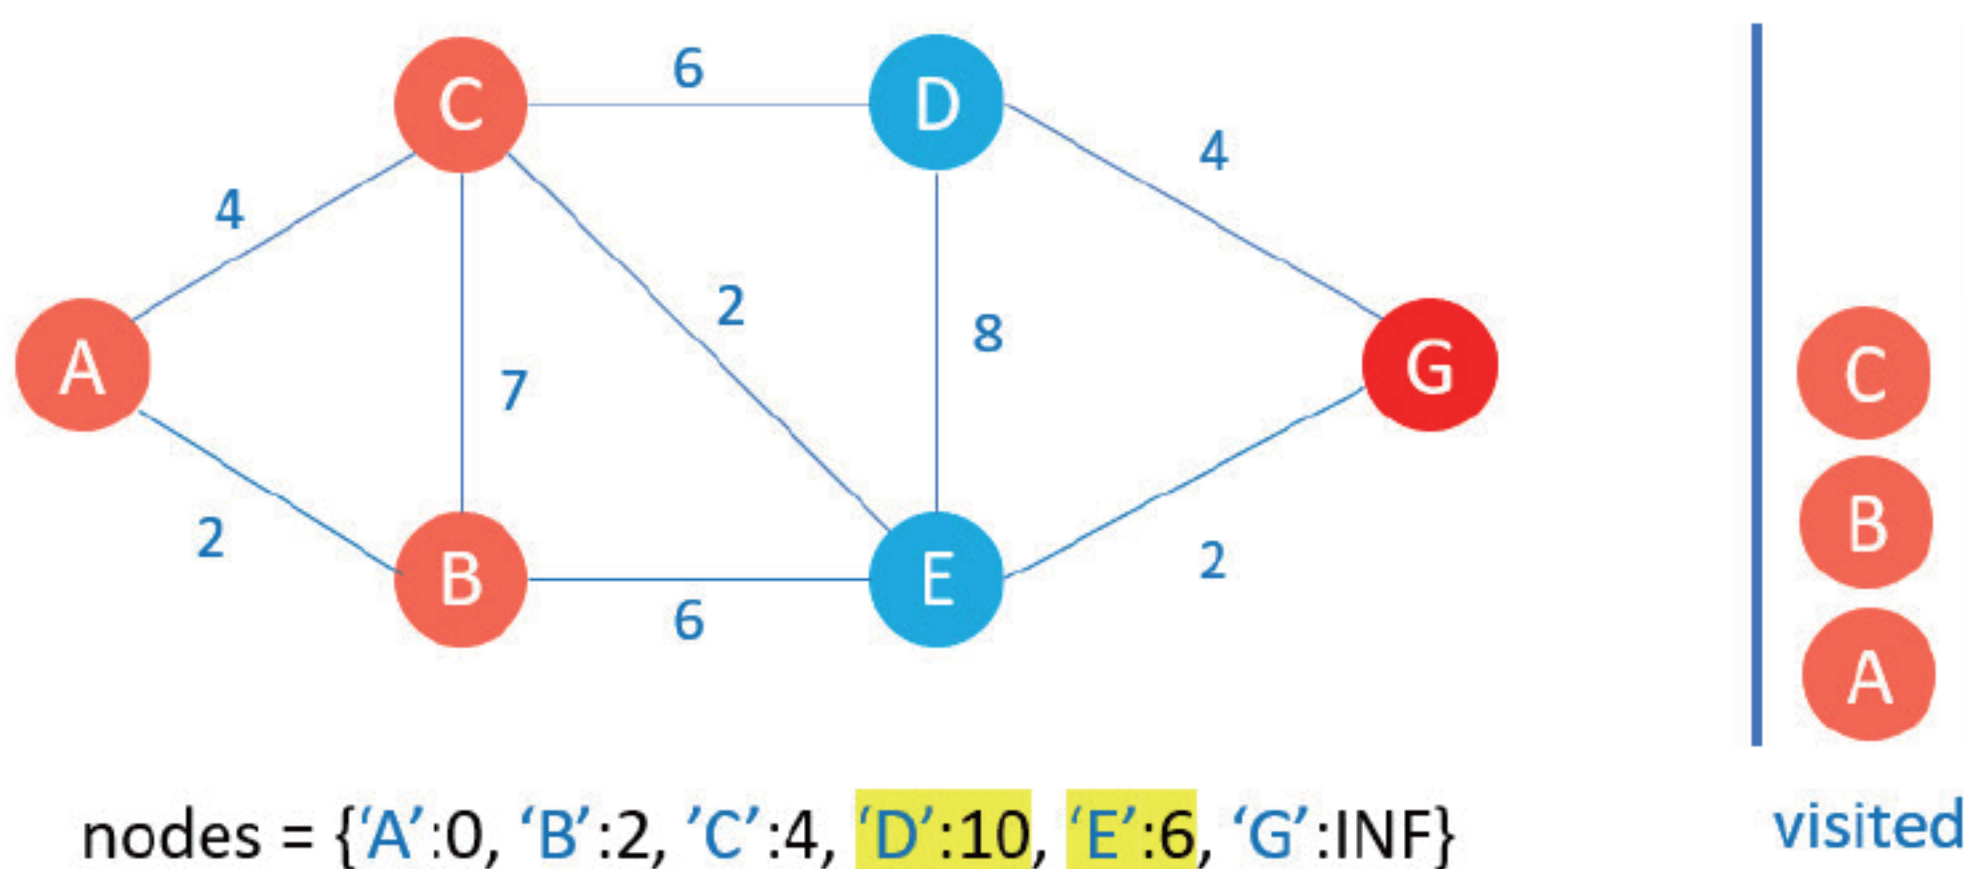 C
6
D
4
4
A
7
2
8
G
2
B
6
E
2
C
B
A
nodes = {‘A’:0, ‘B’:2, ’C’:4, ‘D’:10, ‘E’:6, ‘G’:INF}
visited